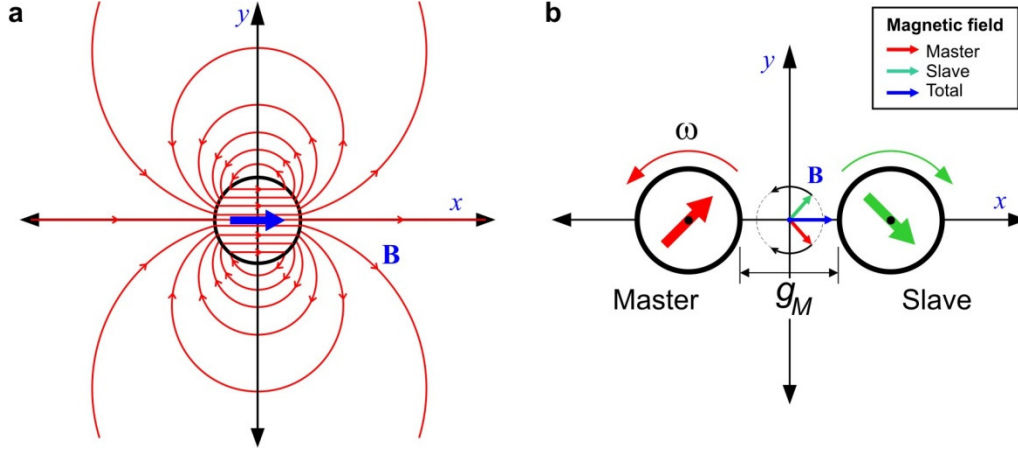 a
y
x
B
b
y
Magnetic field
Master
Slave
Total
ω
B
x
Master
g_M
Slave